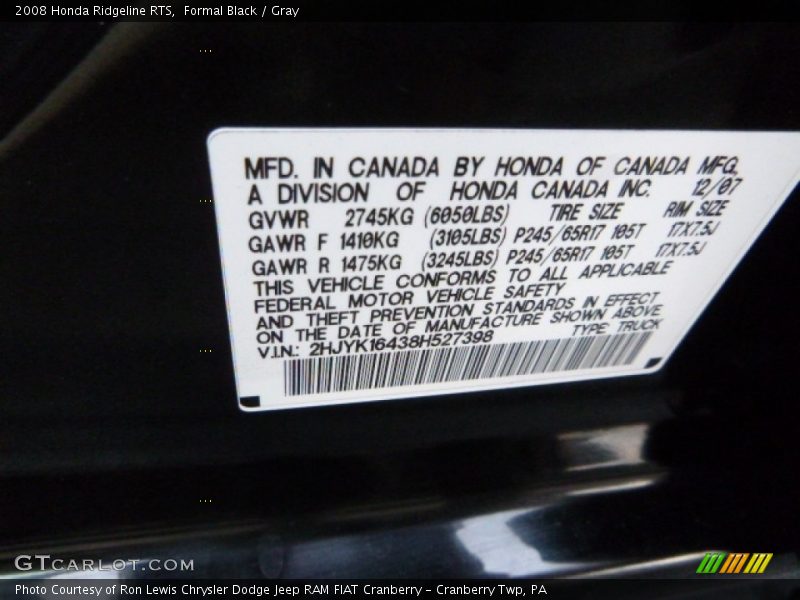 2008 Honda Ridgeline RTS,  Formal Black / Gray
MFD. IN CANADA BY HONDA OF CANADA MFG.
A DIVISION OF HONDA CANADA INC. 12/07
GVWR 2745KG (6050LBS) TIRE SIZE RIM SIZE
GAWR F 1410KG (3105LBS) P245/65R17 105T 17X7.5J
GAWR R 1475KG (3245LBS) P245/65R17 105T 17X7.5J
THIS VEHICLE CONFORMS TO ALL APPLICABLE
FEDERAL MOTOR VEHICLE SAFETY
AND THEFT PREVENTION STANDARDS IN EFFECT
ON THE DATE OF MANUFACTURE SHOWN ABOVE
V.I.N.: 2HJYK16438H527398 TYPE TRUCK
GTCARLOT.COM
Photo Courtesy of Ron Lewis Chrysler Dodge Jeep RAM FIAT Cranberry - Cranberry Twp, PA